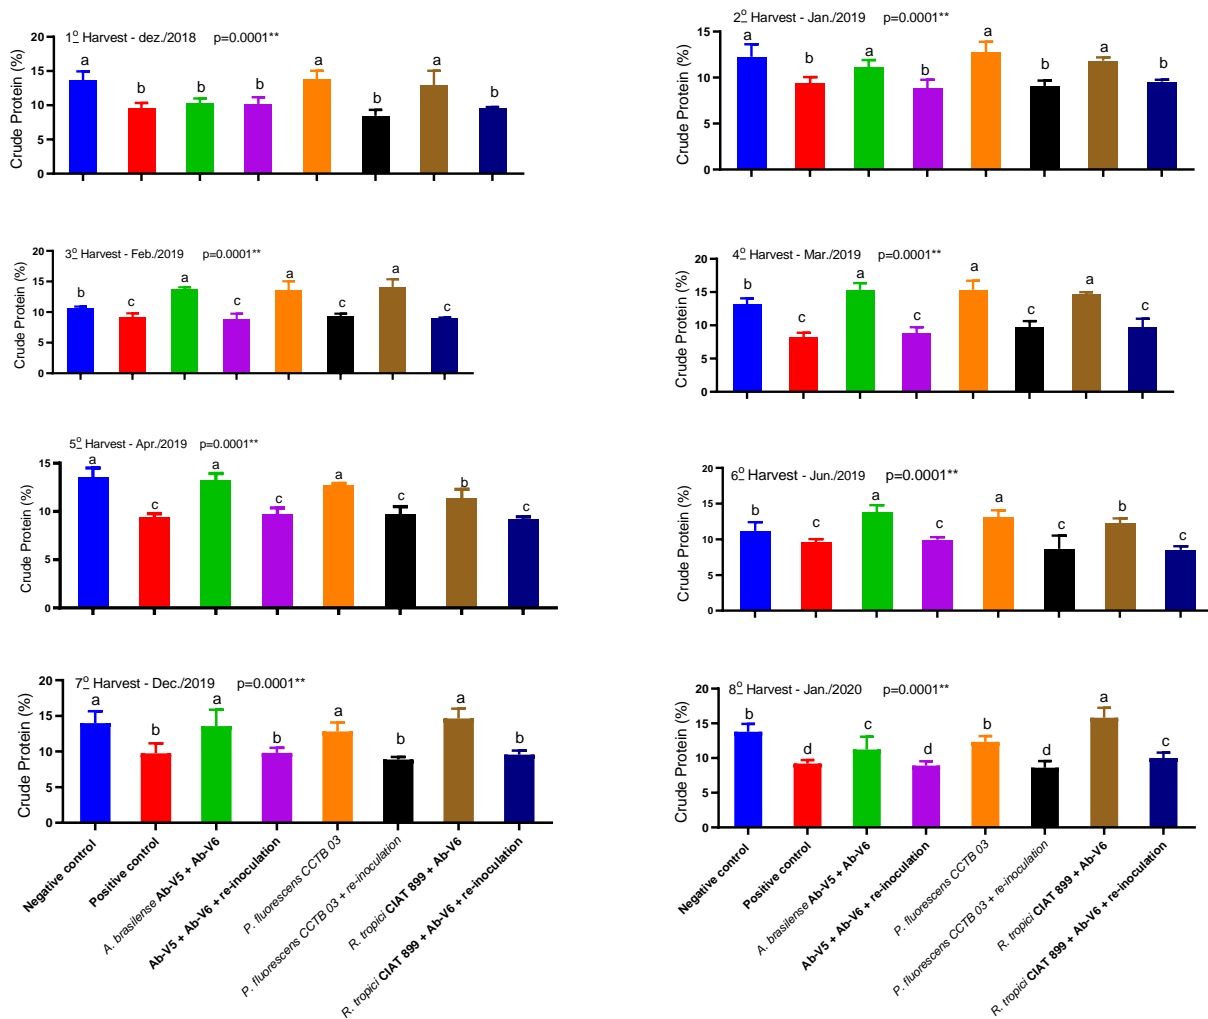 1º Harvest - dez./2018 p=0.0001**
Crude Protein (%)
20
15
10
5
0
a b b b a b a b
2º Harvest - Jan./2019 p=0.0001**
Crude Protein (%)
15
10
5
0
a b a b a b a b
3º Harvest - Feb./2019 p=0.0001**
Crude Protein (%)
20
15
10
5
0
b c a c a c a c
4º Harvest - Mar./2019 p=0.0001**
Crude Protein (%)
20
15
10
5
0
b c a c a c a c
5º Harvest - Apr./2019 p=0.0001**
Crude Protein (%)
15
10
5
0
a c a c a c b c
6º Harvest - Jun./2019 p=0.0001**
Crude Protein (%)
20
15
10
5
0
b c a c a c b c
7º Harvest - Dec./2019 p=0.0001**
Crude Protein (%)
20
15
10
5
0
a b a b a b a b
Negative control
Positive control
A. brasilense Ab-V5 + Ab-V6
Ab-V5 + Ab-V6 + re-inoculation
P. fluorescens CCTB 03
P. fluorescens CCTB 03 + re-inoculation
R. tropici CIAT 899 + Ab-V6
R. tropici CIAT 899 + Ab-V6 + re-inoculation
8º Harvest - Jan./2020 p=0.0001**
Crude Protein (%)
20
15
10
5
0
b d c d b d a c
Negative control
Positive control
A. brasilense Ab-V5 + Ab-V6
Ab-V5 + Ab-V6 + re-inoculation
P. fluorescens CCTB 03
P. fluorescens CCTB 03 + re-inoculation
R. tropici CIAT 899 + Ab-V6
R. tropici CIAT 899 + Ab-V6 + re-inoculation